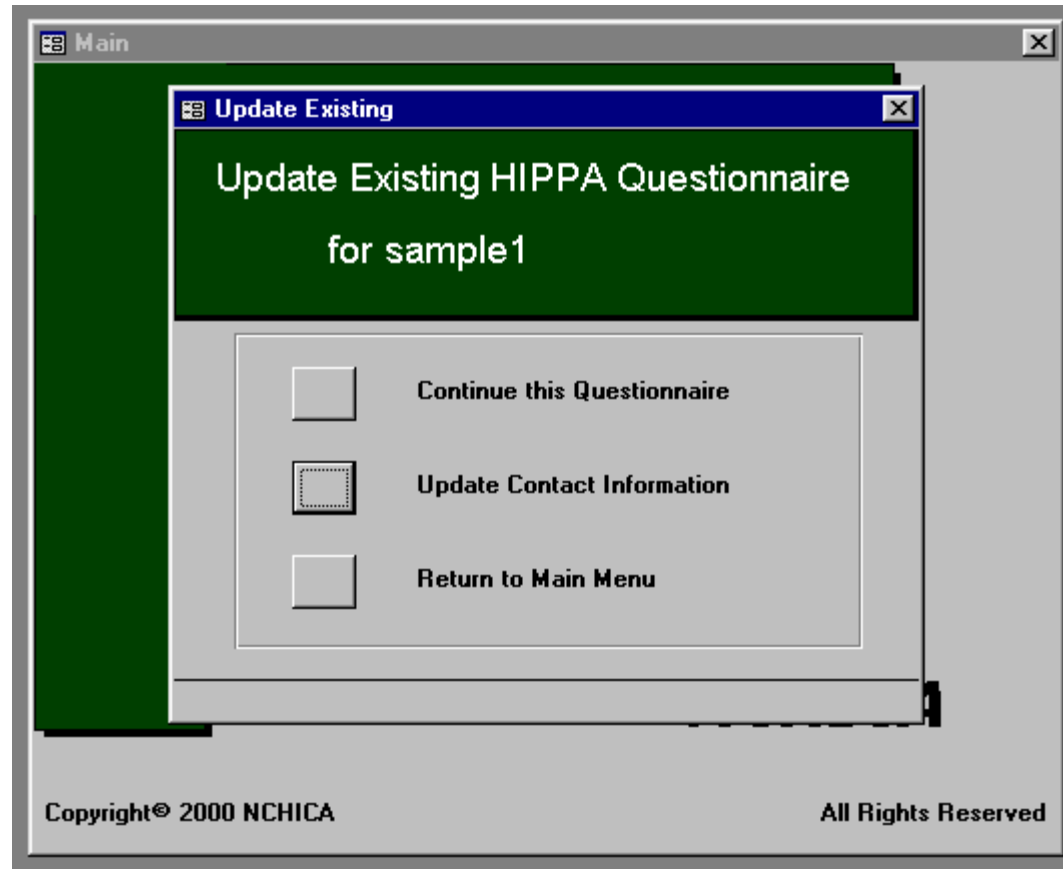 Main
Update Existing
Update Existing HIPPA Questionnaire
for sample1
Continue this Questionnaire
Update Contact Information
Return to Main Menu
Copyright© 2000 NCHICA
All Rights Reserved